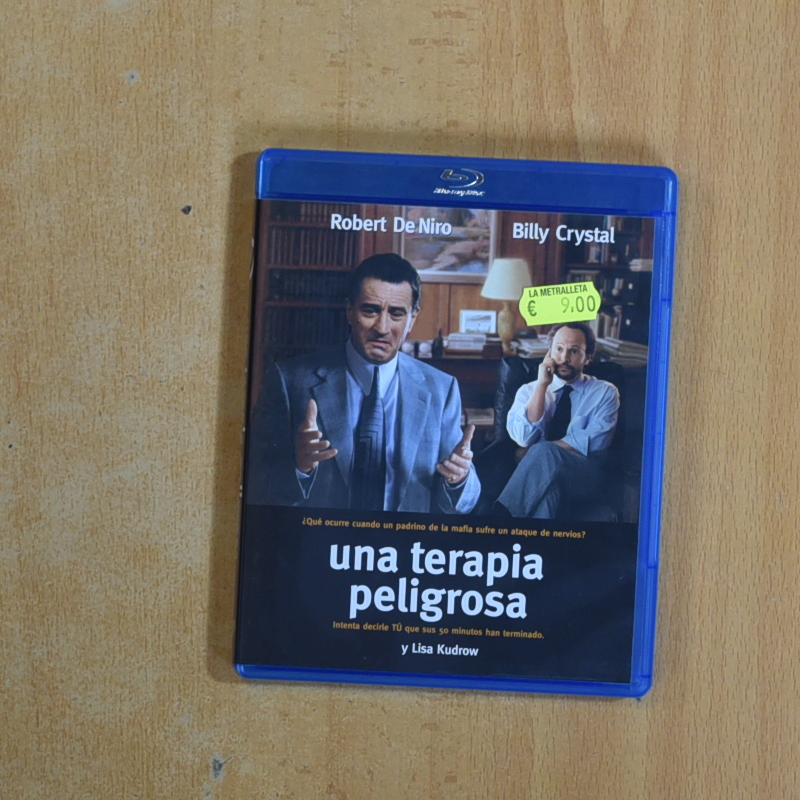 Blu-ray Disc
Robert De Niro
Billy Crystal
LA METRALLETA
€ 9.00
¿Qué ocurre cuando un padrino de la mafia sufre un ataque de nervios?
una terapia
peligrosa
Intenta decirle TÚ que sus 50 minutos han terminado.
y Lisa Kudrow